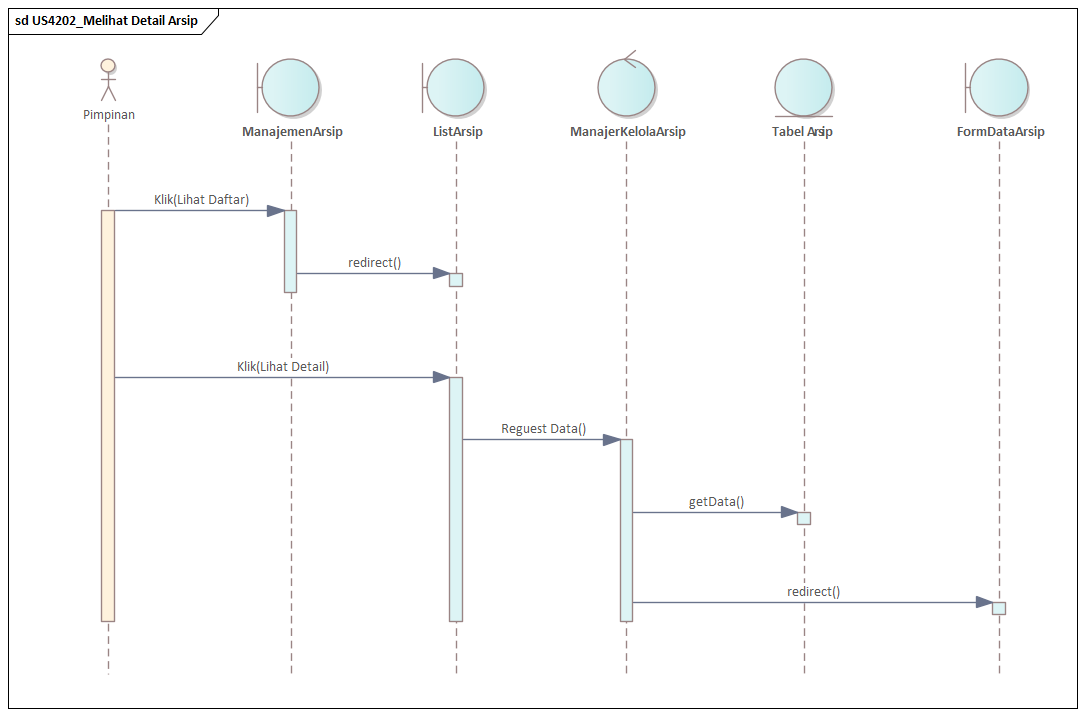 sd US4202_Melihat Detail Arsip
Pimpinan
ManajemenArsip
ListArsip
ManajerKelolaArsip
Tabel Arsip
FormDataArsip
Klik(Lihat Daftar)
redirect()
Klik(Lihat Detail)
Reguest Data()
getData()
redirect()